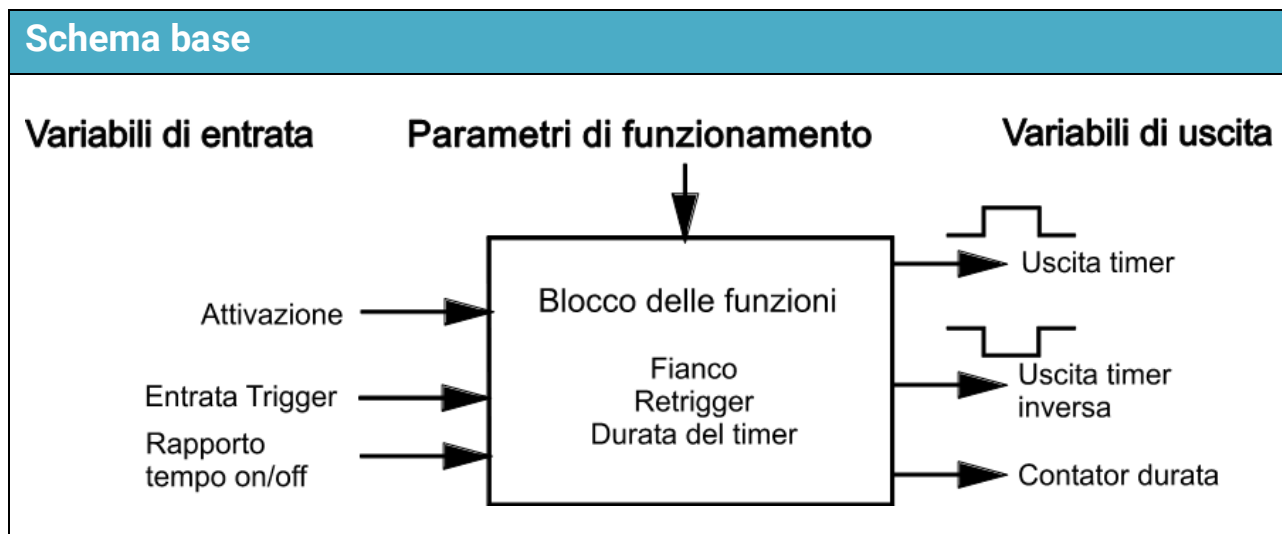 Schema base
Variabili di entrata
Parametri di funzionamento
Variabili di uscita
Attivazione
Entrata Trigger
Rapporto
tempo on/off
Blocco delle funzioni
Fianco
Retrigger
Durata del timer
Uscita timer
Uscita timer
inversa
Contator durata